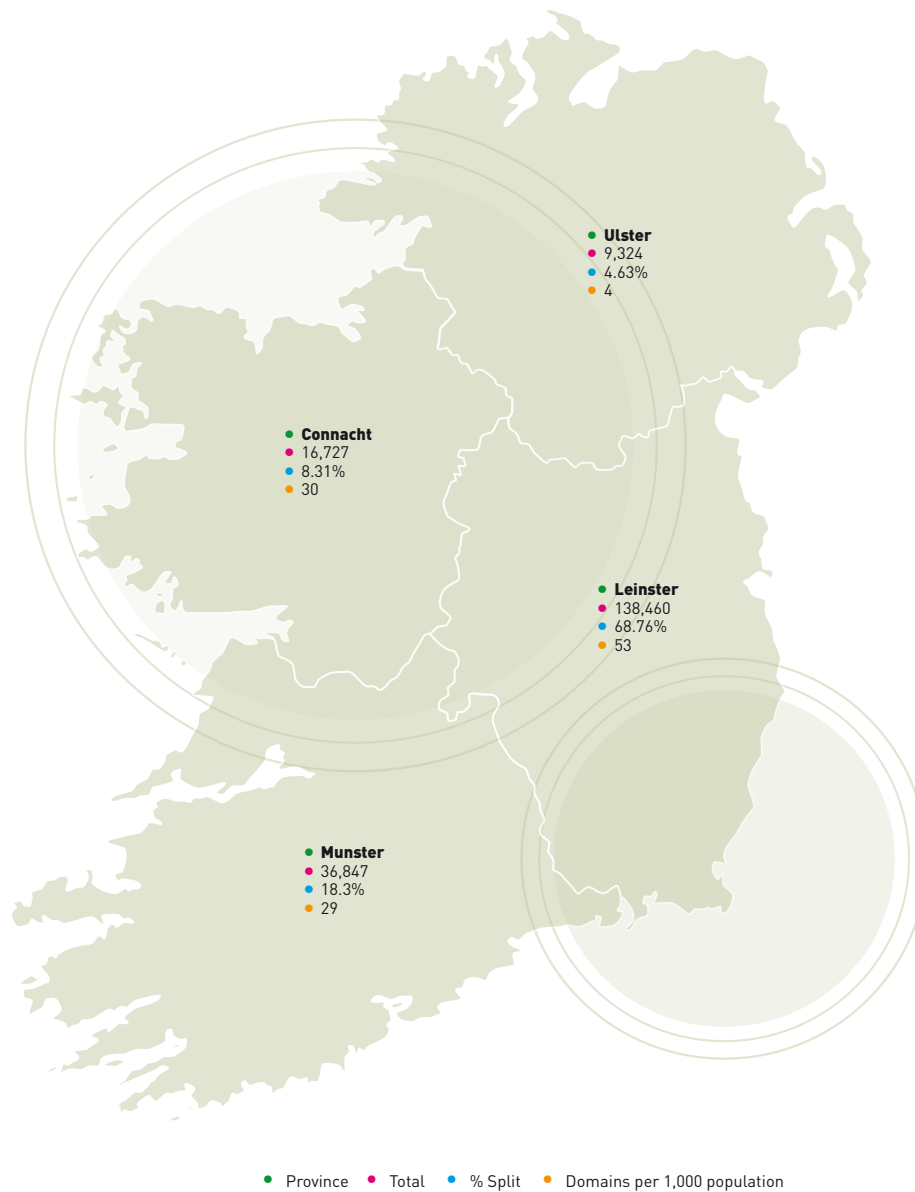 Ulster
9,324
4.63%
4
Connacht
16,727
8.31%
30
Leinster
138,460
68.76%
53
Munster
36,847
18.3%
29
Province Total % Split Domains per 1,000 population